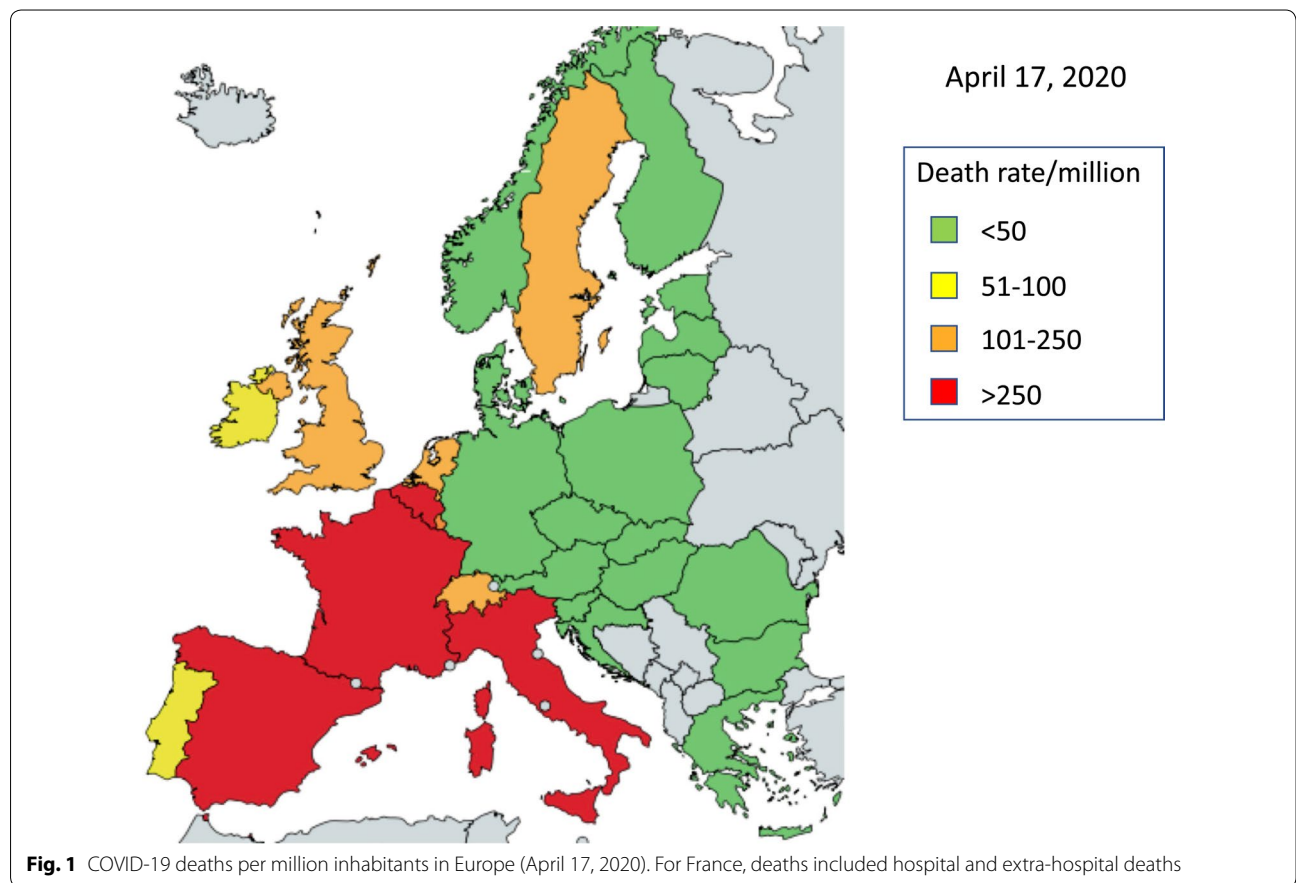 April 17, 2020
Death rate/million
<50
51-100
101-250
>250
Fig. 1 COVID-19 deaths per million inhabitants in Europe (April 17, 2020). For France, deaths included hospital and extra-hospital deaths